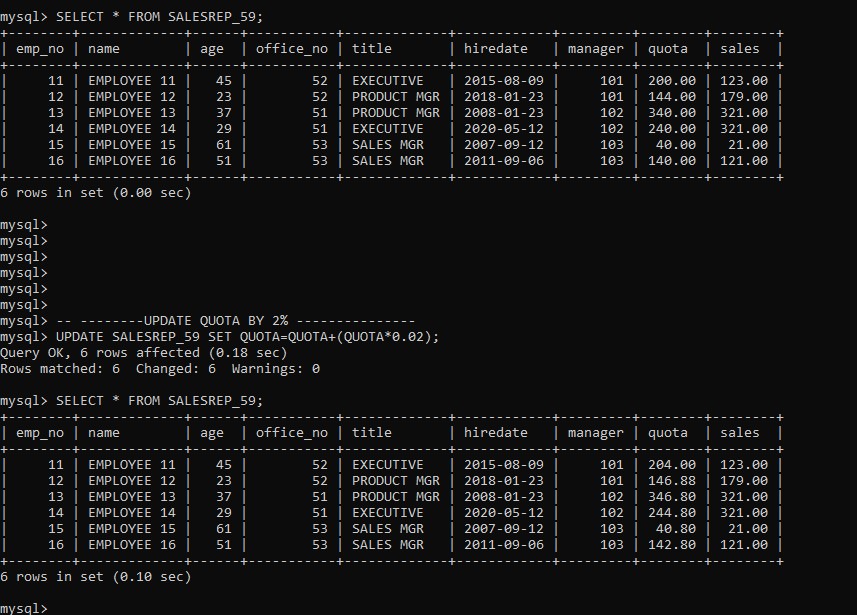 mysql> SELECT * FROM SALESREP_59;
+--------+-------------+------+-----------+-------------+------------+---------+--------+--------+
| emp_no | name        | age  | office_no | title       | hiredate   | manager | quota  | sales  |
+--------+-------------+------+-----------+-------------+------------+---------+--------+--------+
|     11 | EMPLOYEE 11 |   45 |        52 | EXECUTIVE   | 2015-08-09 |     101 | 200.00 | 123.00 |
|     12 | EMPLOYEE 12 |   23 |        52 | PRODUCT MGR | 2018-01-23 |     101 | 144.00 | 179.00 |
|     13 | EMPLOYEE 13 |   37 |        51 | PRODUCT MGR | 2008-01-23 |     102 | 340.00 | 321.00 |
|     14 | EMPLOYEE 14 |   29 |        51 | EXECUTIVE   | 2020-05-12 |     102 | 240.00 | 321.00 |
|     15 | EMPLOYEE 15 |   61 |        53 | SALES MGR   | 2007-09-12 |     103 |  40.00 |  21.00 |
|     16 | EMPLOYEE 16 |   51 |        53 | SALES MGR   | 2011-09-06 |     103 | 140.00 | 121.00 |
+--------+-------------+------+-----------+-------------+------------+---------+--------+--------+
6 rows in set (0.00 sec)

mysql>
mysql>
mysql>
mysql>
mysql>
mysql>
mysql> -- --------UPDATE QUOTA BY 2% ---------------
mysql> UPDATE SALESREP_59 SET QUOTA=QUOTA+(QUOTA*0.02);
Query OK, 6 rows affected (0.18 sec)
Rows matched: 6  Changed: 6  Warnings: 0

mysql> SELECT * FROM SALESREP_59;
+--------+-------------+------+-----------+-------------+------------+---------+--------+--------+
| emp_no | name        | age  | office_no | title       | hiredate   | manager | quota  | sales  |
+--------+-------------+------+-----------+-------------+------------+---------+--------+--------+
|     11 | EMPLOYEE 11 |   45 |        52 | EXECUTIVE   | 2015-08-09 |     101 | 204.00 | 123.00 |
|     12 | EMPLOYEE 12 |   23 |        52 | PRODUCT MGR | 2018-01-23 |     101 | 146.88 | 179.00 |
|     13 | EMPLOYEE 13 |   37 |        51 | PRODUCT MGR | 2008-01-23 |     102 | 346.80 | 321.00 |
|     14 | EMPLOYEE 14 |   29 |        51 | EXECUTIVE   | 2020-05-12 |     102 | 244.80 | 321.00 |
|     15 | EMPLOYEE 15 |   61 |        53 | SALES MGR   | 2007-09-12 |     103 |  40.80 |  21.00 |
|     16 | EMPLOYEE 16 |   51 |        53 | SALES MGR   | 2011-09-06 |     103 | 142.80 | 121.00 |
+--------+-------------+------+-----------+-------------+------------+---------+--------+--------+
6 rows in set (0.10 sec)

mysql>